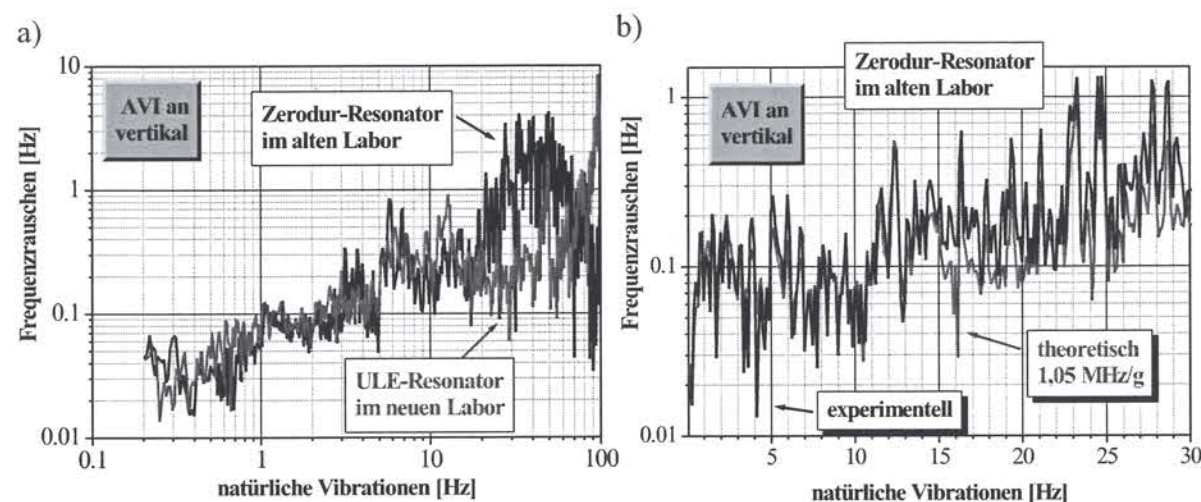 a)
10
1
0.1
0.01
Frequenzrauschen [Hz]
AVI an
vertikal
Zerodur-Resonator
im alten Labor
ULE-Resonator
im neuen Labor
0.1
1
10
100
natürliche Vibrationen [Hz]
b)
Zerodur-Resonator
im alten Labor
1
0.1
0.01
Frequenzrauschen [Hz]
AVI an
vertikal
theoretisch
1,05 MHz/g
experimentell
5
10
15
20
25
30
natürliche Vibrationen [Hz]